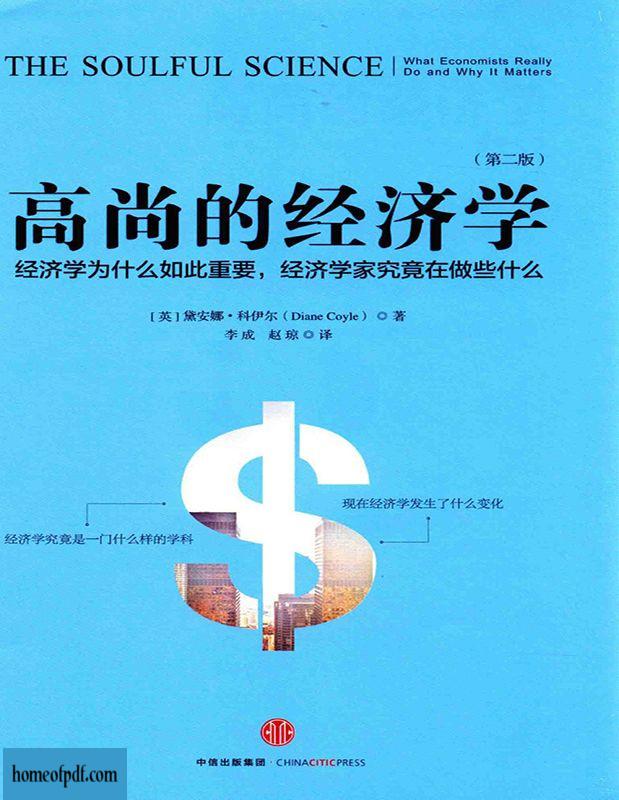 THE SOULFUL SCIENCE
What Economists Really
Do and Why It Matters
（第二版）
高尚的经济学
经济学为什么如此重要，经济学家究竟在做些什么
［英］黛安娜·科伊尔（Diane Coyle）◎著
李成 赵琼◎译
现在经济学发生了什么变化
经济学究竟是一门什么样的学科
中信出版集团·CHINACITICPRESS
homeofpdf.com